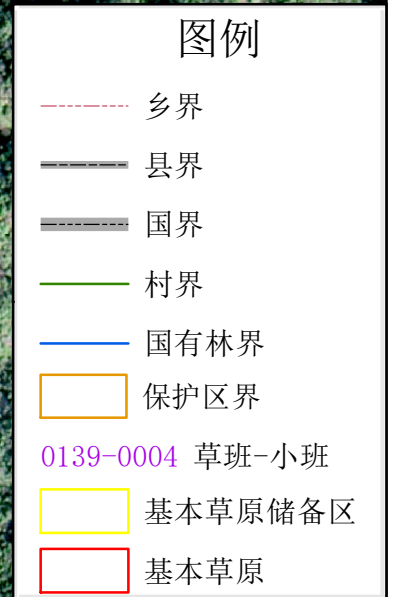 图例
乡界
县界
国界
村界
国有林界
保护区界
0139-0004 草班-小班
基本草原储备区
基本草原